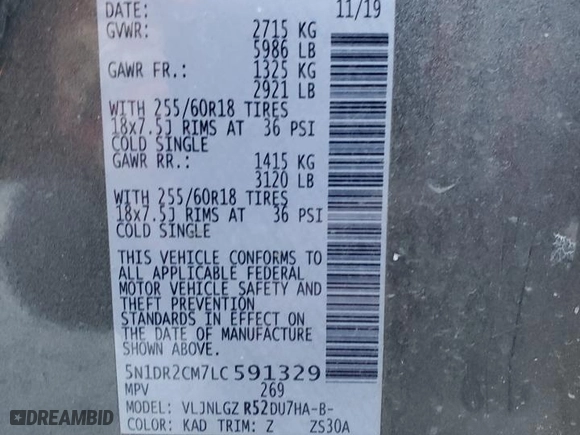 DATE: 11/19
GVWR: 2715 KG
5986 LB
GAWR FR.: 1325 KG
2921 LB
WITH 255/60R18 TIRES
18x7.5J RIMS AT 36 PSI
COLD SINGLE
GAWR RR.: 1415 KG
3120 LB
WITH 255/60R18 TIRES
18x7.5J RIMS AT 36 PSI
COLD SINGLE
THIS VEHICLE CONFORMS TO
ALL APPLICABLE FEDERAL
MOTOR VEHICLE SAFETY AND
THEFT PREVENTION
STANDARDS IN EFFECT ON
THE DATE OF MANUFACTURE
SHOWN ABOVE.
5N1DR2CM7LC591329
MPV 269
MODEL: VLJNLGZ R52DU7HA-B-
COLOR: KAD TRIM: Z ZS30A
DIRECT COPART